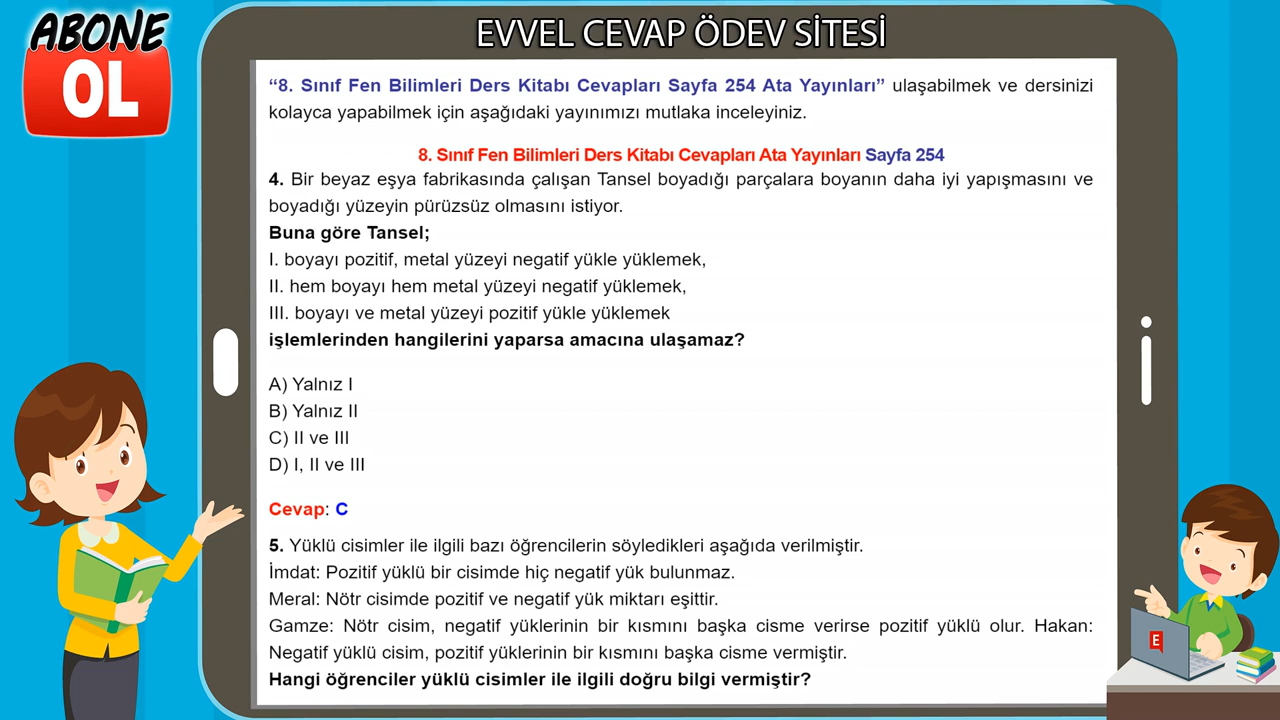 ABONE
OL
EVVEL CEVAP ÖDEV SİTESİ
“8. Sınıf Fen Bilimleri Ders Kitabı Cevapları Sayfa 254 Ata Yayınları” ulaşabilmek ve dersinizi
kolayca yapabilmek için aşağıdaki yayınımızı mutlaka inceleyiniz.
8. Sınıf Fen Bilimleri Ders Kitabı Cevapları Ata Yayınları Sayfa 254
4. Bir beyaz eşya fabrikasında çalışan Tansel boyadığı parçalara boyanın daha iyi yapışmasını ve
boyadığı yüzeyin pürüzsüz olmasını istiyor.
Buna göre Tansel;
I. boyayı pozitif, metal yüzeyi negatif yükle yüklemek,
II. hem boyayı hem metal yüzeyi negatif yüklemek,
III. boyayı ve metal yüzeyi pozitif yükle yüklemek
işlemlerinden hangilerini yaparsa amacına ulaşamaz?
A) Yalnız I
B) Yalnız II
C) II ve III
D) I, II ve III
Cevap: C
5. Yüklü cisimler ile ilgili bazı öğrencilerin söyledikleri aşağıda verilmiştir.
İmdat: Pozitif yüklü bir cisimde hiç negatif yük bulunmaz.
Meral: Nötr cisimde pozitif ve negatif yük miktarı eşittir.
Gamze: Nötr cisim, negatif yüklerinin bir kısmını başka cisme verirse pozitif yüklü olur. Hakan:
Negatif yüklü cisim, pozitif yüklerinin bir kısmını başka cisme vermiştir.
Hangi öğrenciler yüklü cisimler ile ilgili doğru bilgi vermiştir?
E